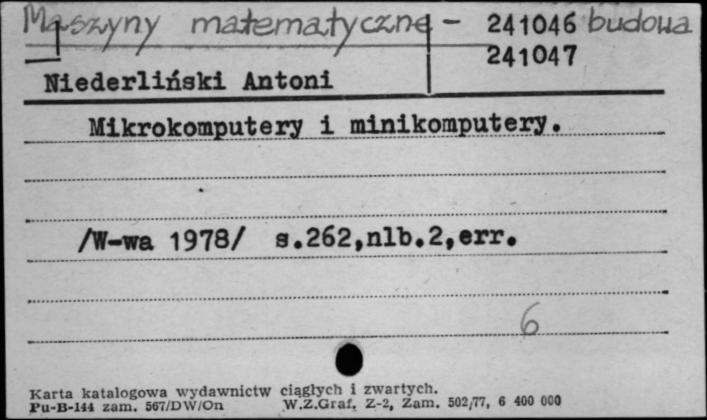 Maszyny matematyczne - 241046 budowa
241047
Niederliński Antoni
Mikrokomputery i minikomputery.
/W-wa 1978/ s.262,nlb.2,err.
6
Karta katalogowa wydawnictw ciągłych i zwartych.
Pu-B-144 zam. 567/DW/On W.Z.Graf. Z-2, Zam. 502/77, 6 400 000